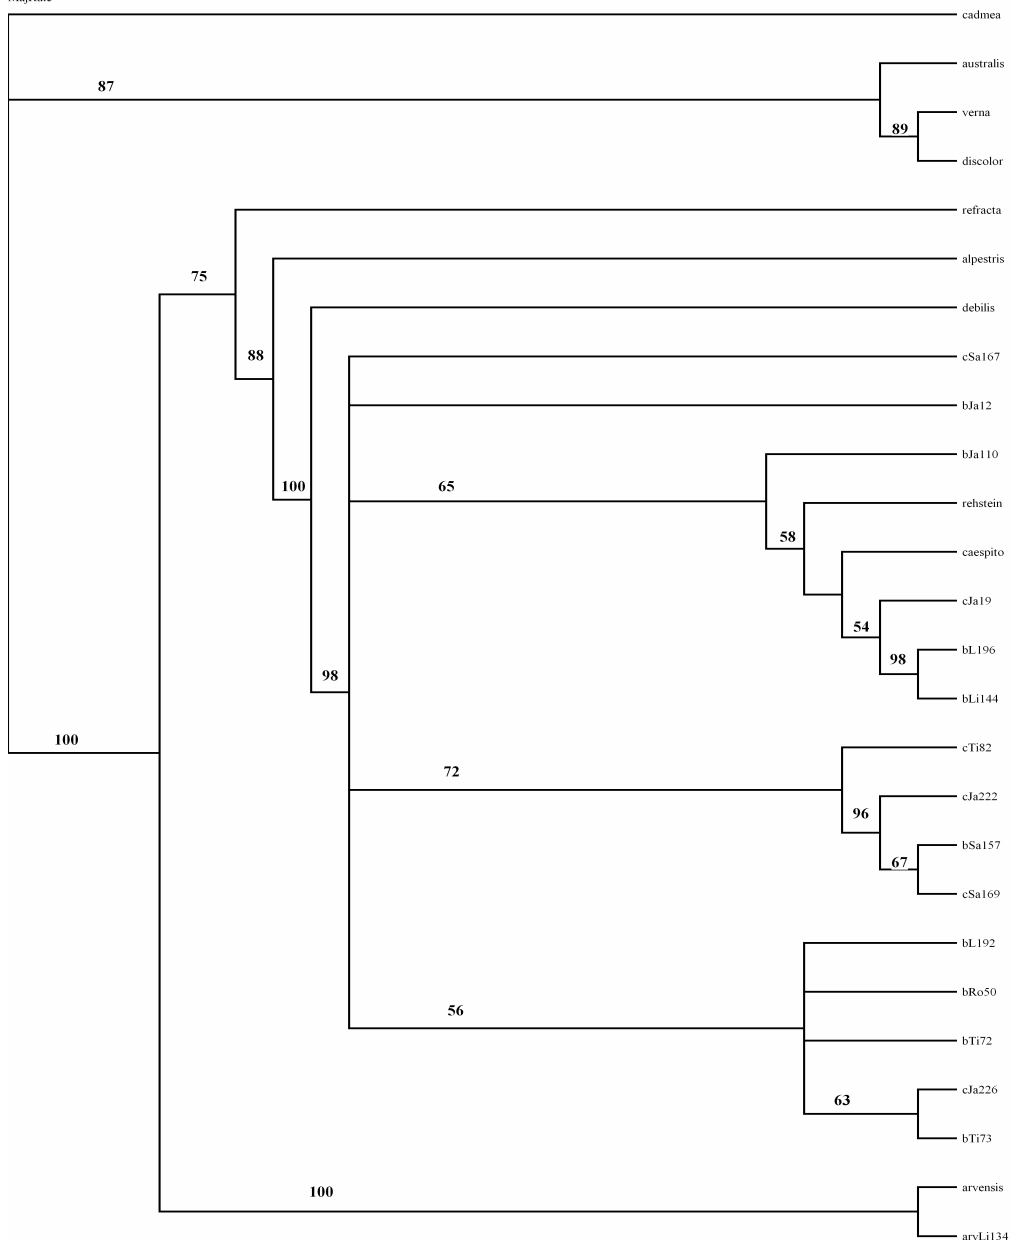 cadmea
australis
87
verna
89
discolor
refracta
alpestris
75
debilis
88
cSa167
bJa12
bJa110
100
65
rehstein
58
caespito
cJa19
54
bL196
98
98
bLi144
100
cTi82
72
cJa222
96
bSa157
67
cSa169
bL192
bRo50
56
bTi72
cJa226
63
bTi73
arvensis
100
arvLi134